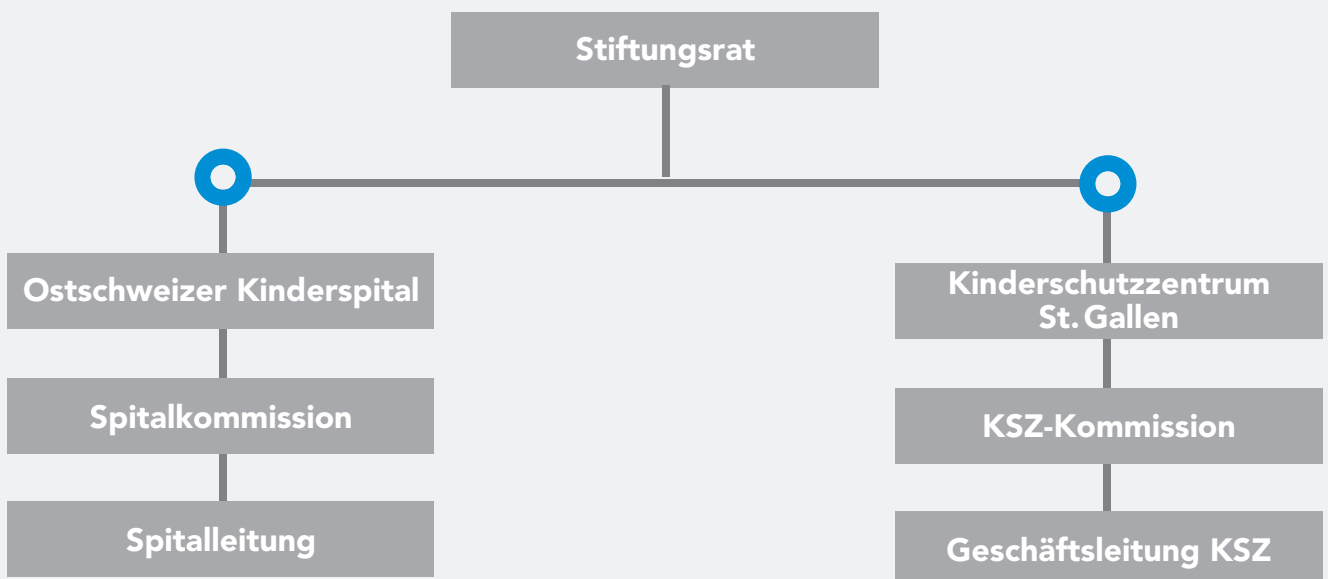 Stiftungsrat
Ostschweizer Kinderspital
Spitalkommission
Spitalleitung
Kinderschutzzentrum
St. Gallen
KSZ-Kommission
Geschäftsleitung KSZ